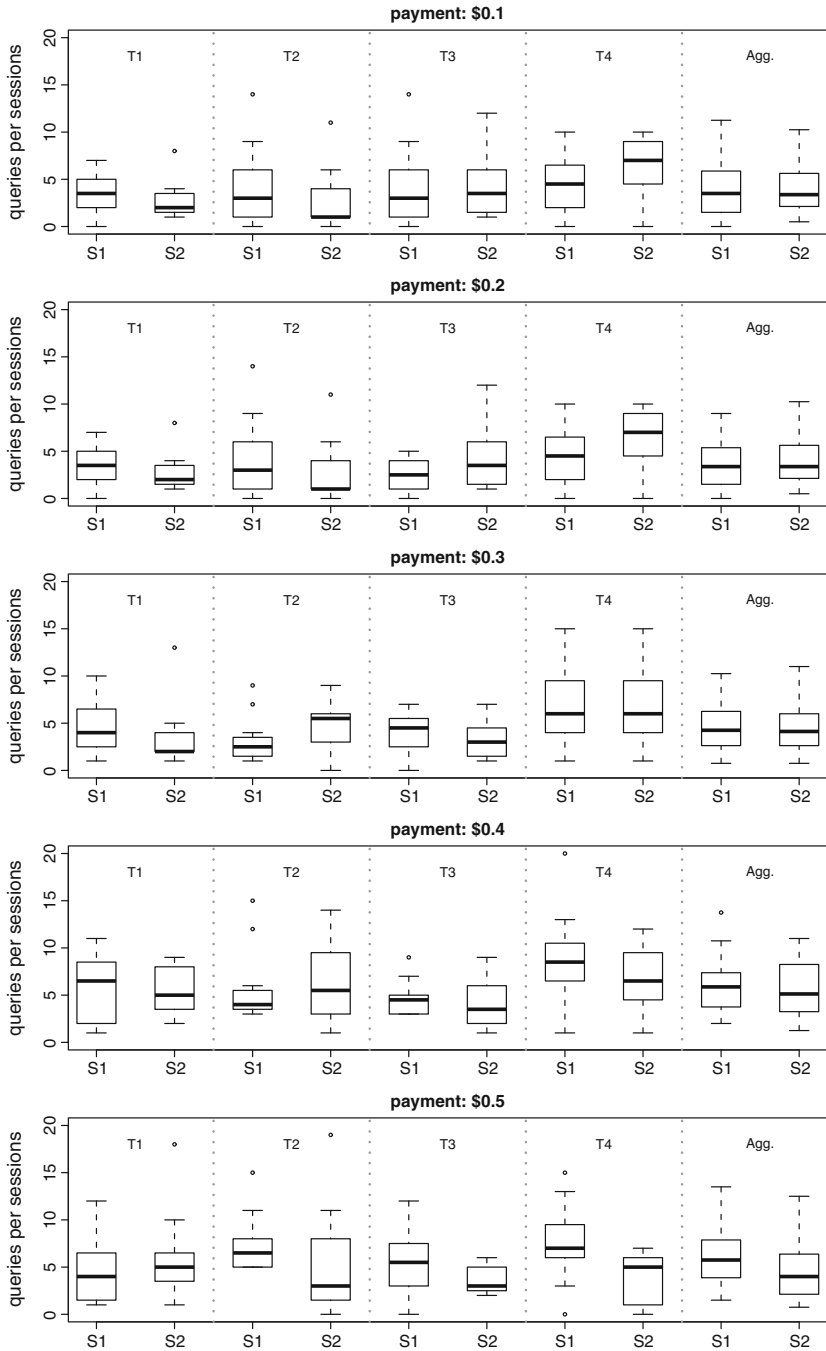 payment: $0.1
queries per sessions
20
15
10
5
0
T1
T2
T3
T4
Agg.
S1 S2 S1 S2 S1 S2 S1 S2 S1 S2
payment: $0.2
queries per sessions
20
15
10
5
0
T1
T2
T3
T4
Agg.
S1 S2 S1 S2 S1 S2 S1 S2 S1 S2
payment: $0.3
queries per sessions
20
15
10
5
0
T1
T2
T3
T4
Agg.
S1 S2 S1 S2 S1 S2 S1 S2 S1 S2
payment: $0.4
queries per sessions
20
15
10
5
0
T1
T2
T3
T4
Agg.
S1 S2 S1 S2 S1 S2 S1 S2 S1 S2
payment: $0.5
queries per sessions
20
15
10
5
0
T1
T2
T3
T4
Agg.
S1 S2 S1 S2 S1 S2 S1 S2 S1 S2